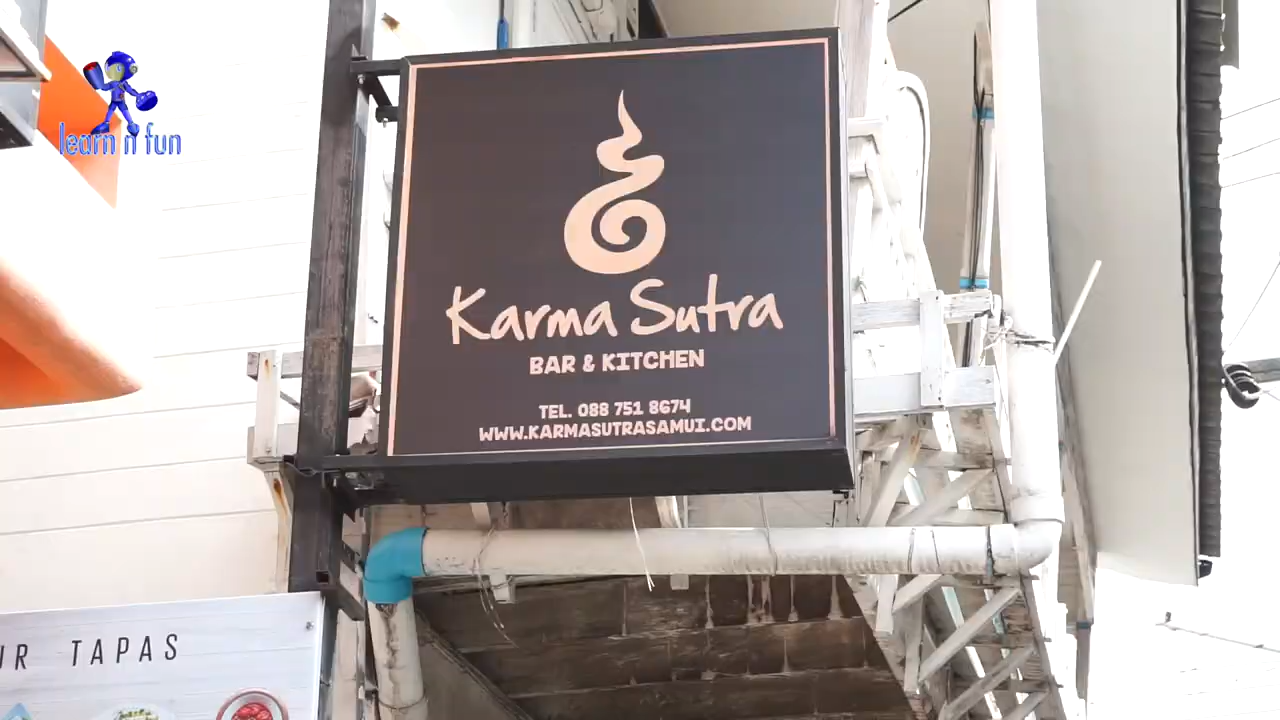 learn n fun
Karma Sutra
BAR & KITCHEN
TEL. 088 751 8674
WWW.KARMASUTRASAMUI.COM
TAPAS